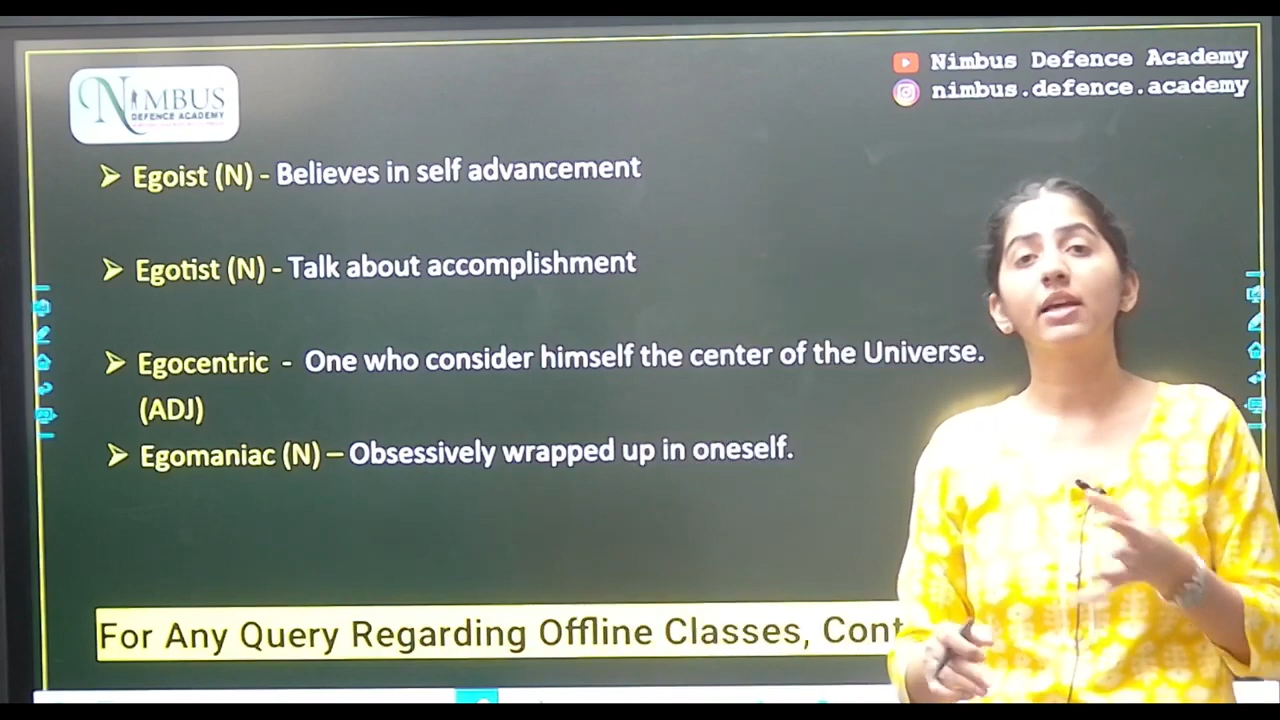 NIMBUS
DEFENCE ACADEMY
Nimbus Defence Academy
nimbus.defence.academy
➢ Egoist (N) - Believes in self advancement
➢ Egotist (N) - Talk about accomplishment
➢ Egocentric - One who consider himself the center of the Universe.
(ADJ)
➢ Egomaniac (N) – Obsessively wrapped up in oneself.
For Any Query Regarding Offline Classes, Cont